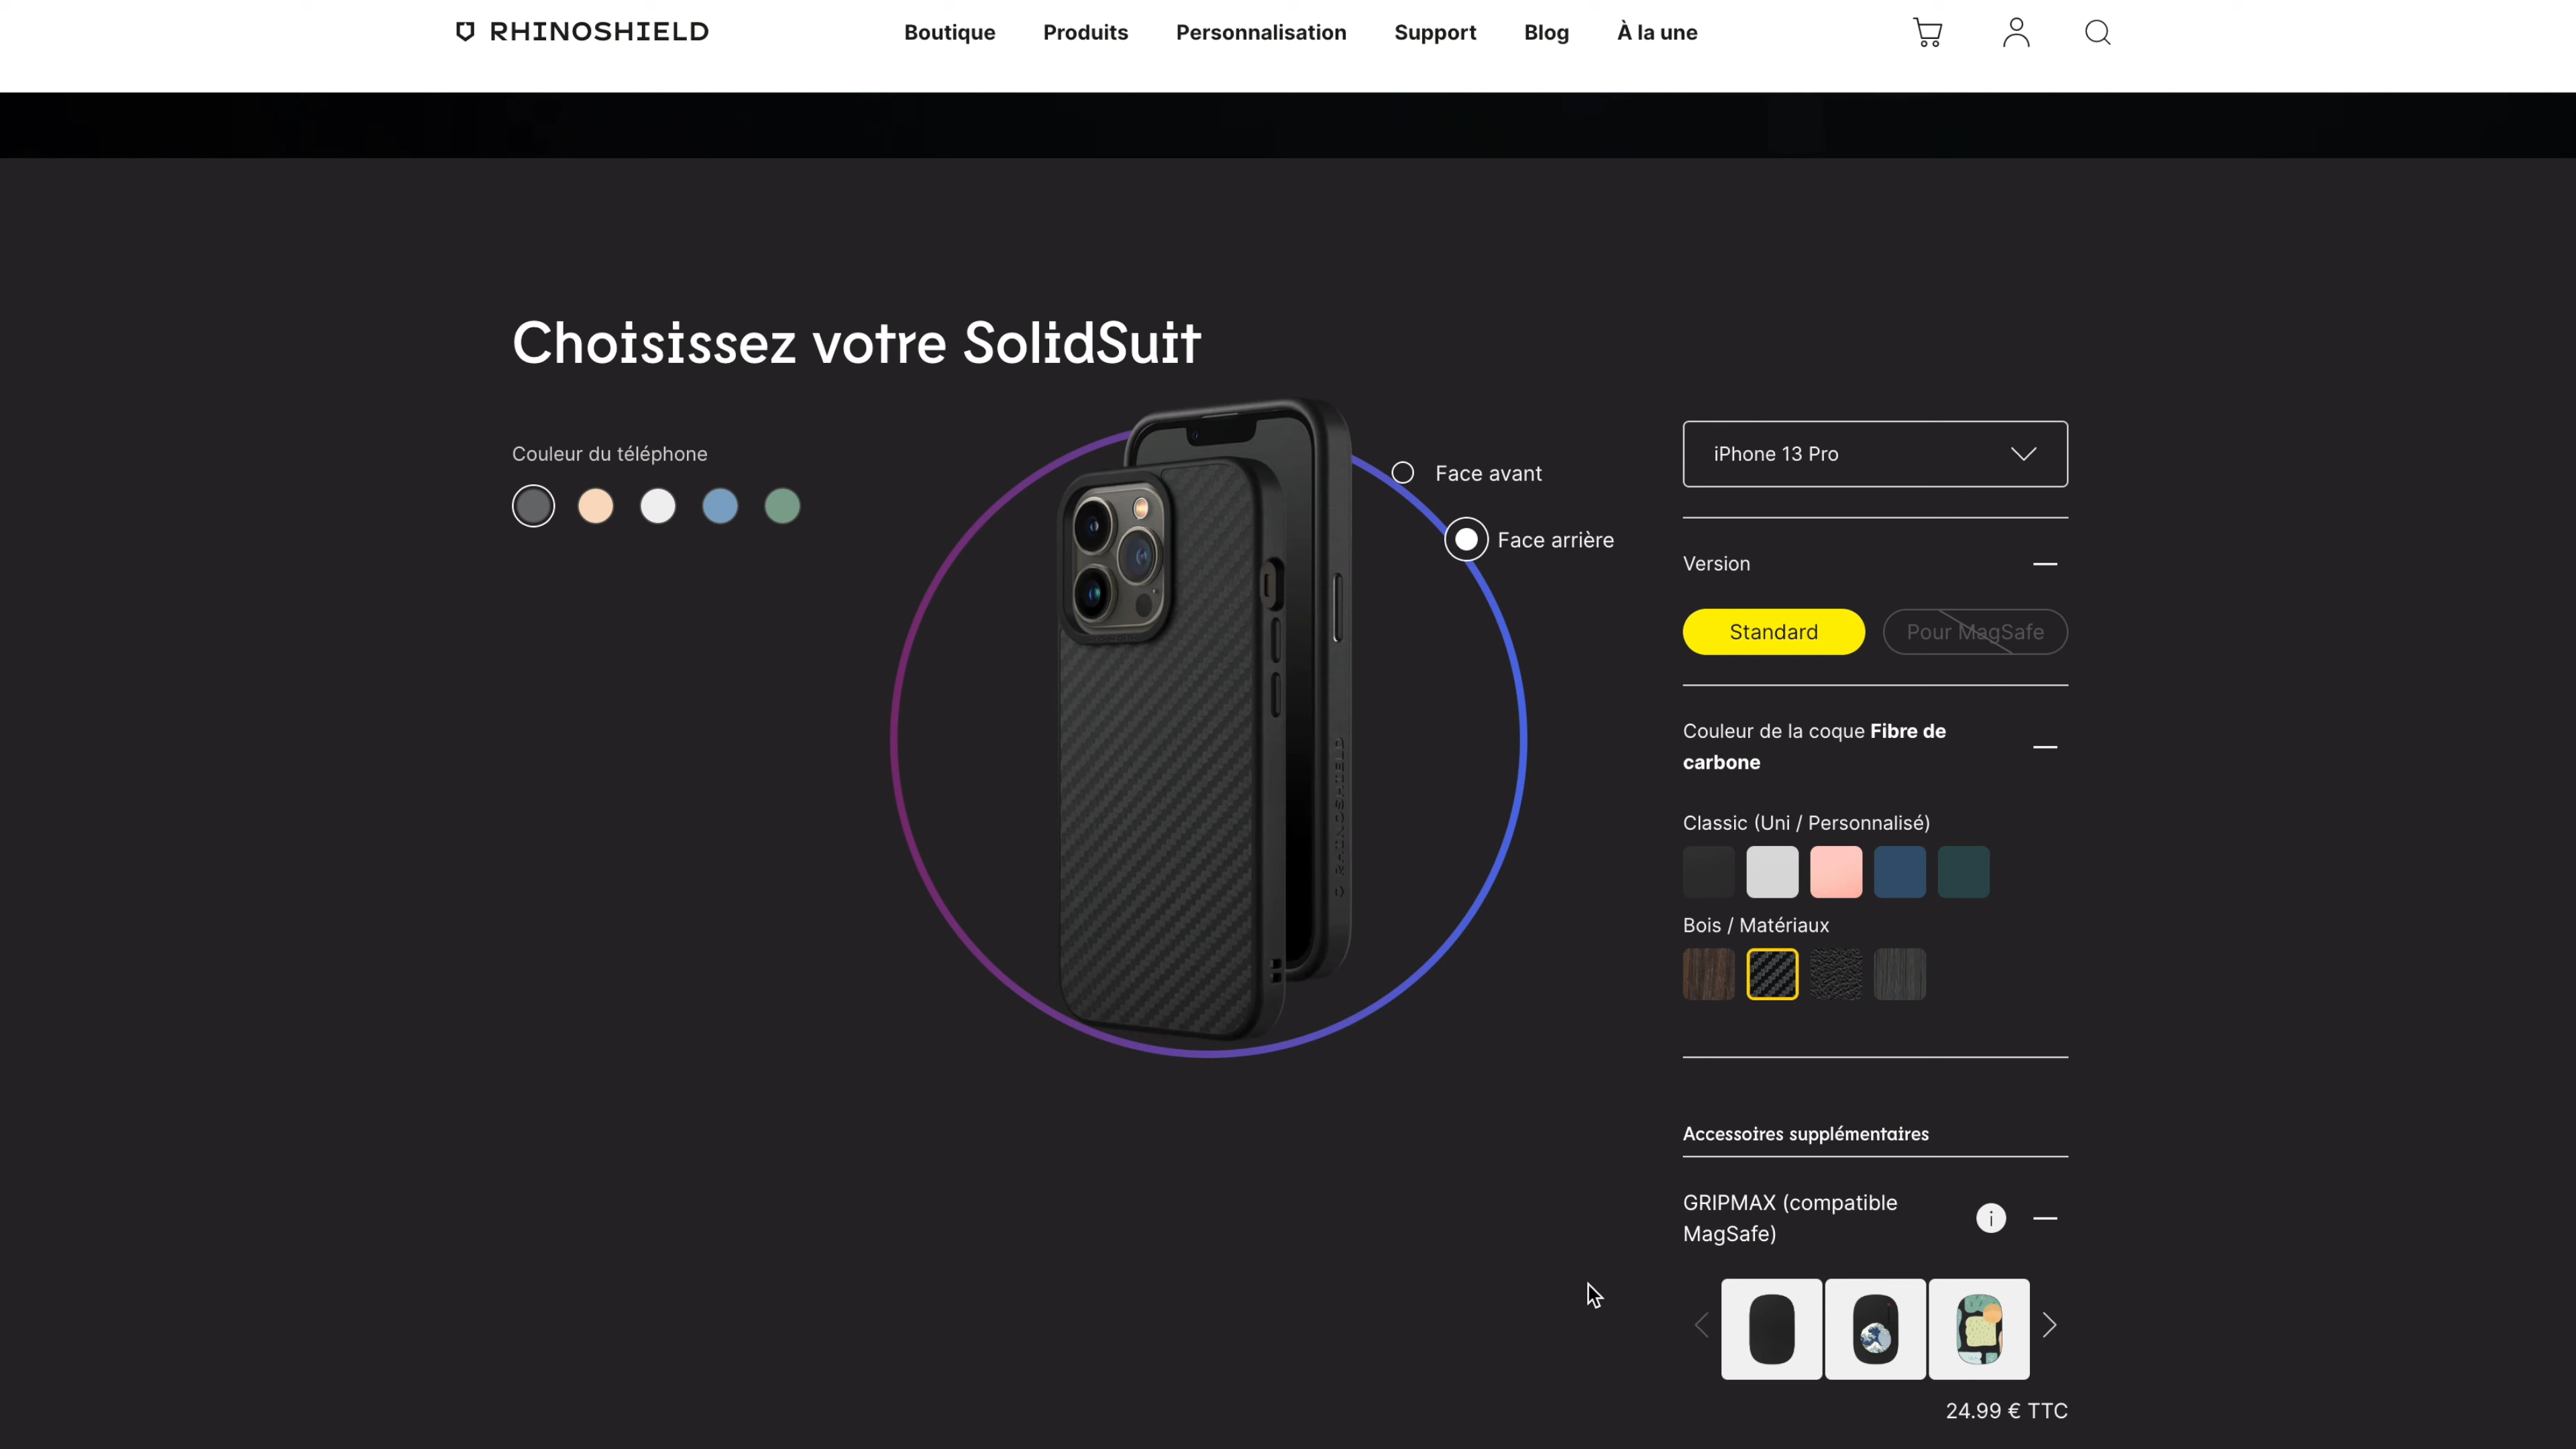 RHINOSHIELD
Boutique Produits Personnalisation Support Blog À la une
Choisissez votre SolidSuit
Couleur du téléphone
Face avant
Face arrière
RHINOSHIELD
iPhone 13 Pro
Version
Standard
Pour MagSafe
Couleur de la coque Fibre de
carbone
Classic (Uni / Personnalisé)
Bois / Matériaux
Accessoires supplémentaires
GRIPMAX (compatible
MagSafe)
i
24.99 € TTC